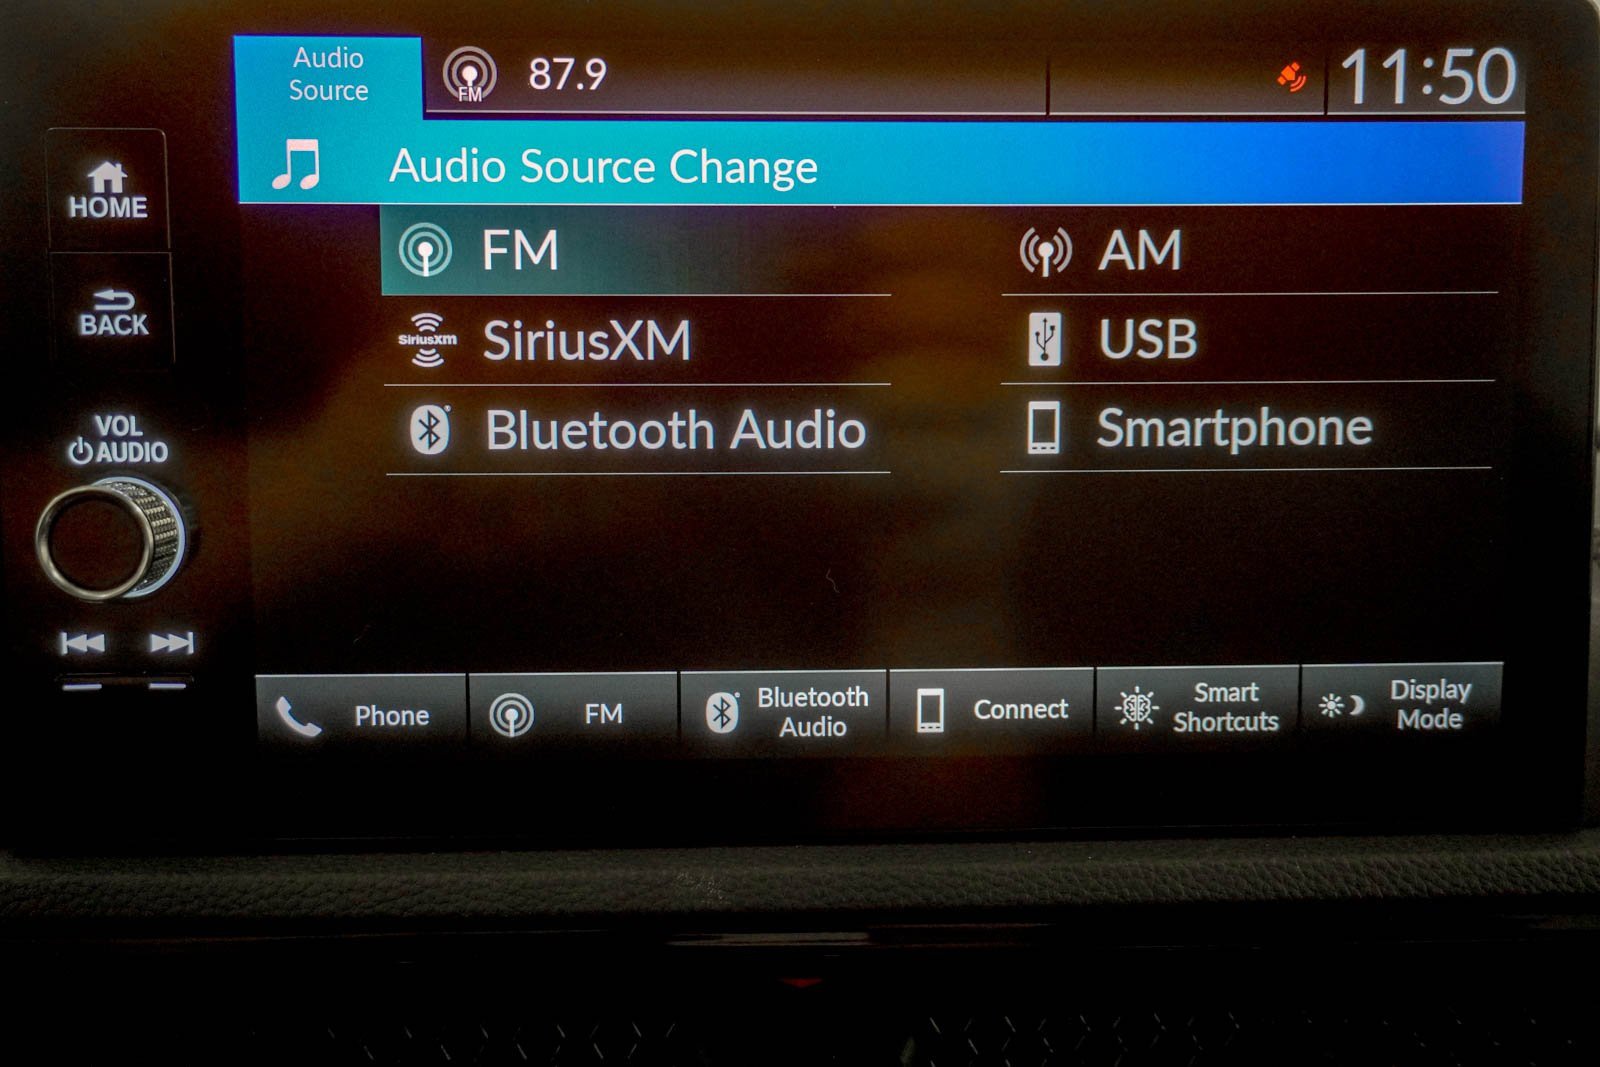 Audio
Source
FM
87.9
11:50
Audio Source Change
HOME
BACK
VOL
AUDIO
FM
AM
SiriusXM
SiriusXM
USB
Bluetooth Audio
Smartphone
Phone
FM
Bluetooth
Audio
Connect
Smart
Shortcuts
Display
Mode